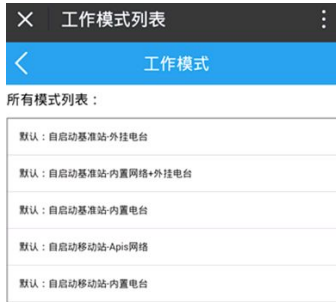 工作模式列表
工作模式
所有模式列表：
默认：自启动基准站-外挂电台
默认：自启动基准站-内置网络+外挂电台
默认：自启动基准站-内置电台
默认：自启动移动站-Apis网络
默认：自启动移动站-内置电台